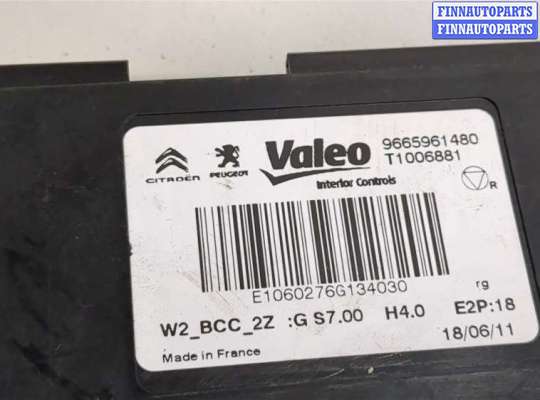 FINNAUTOPARTS
FINNAUTOPARTS
CITROËN PEUGEOT Valeo 9665961480
T1006881
Interior Controls
R
E1060276G134030
rg
W2_BCC_2Z :G S7.00 H4.0 E2P:18
18/06/11
Made in France